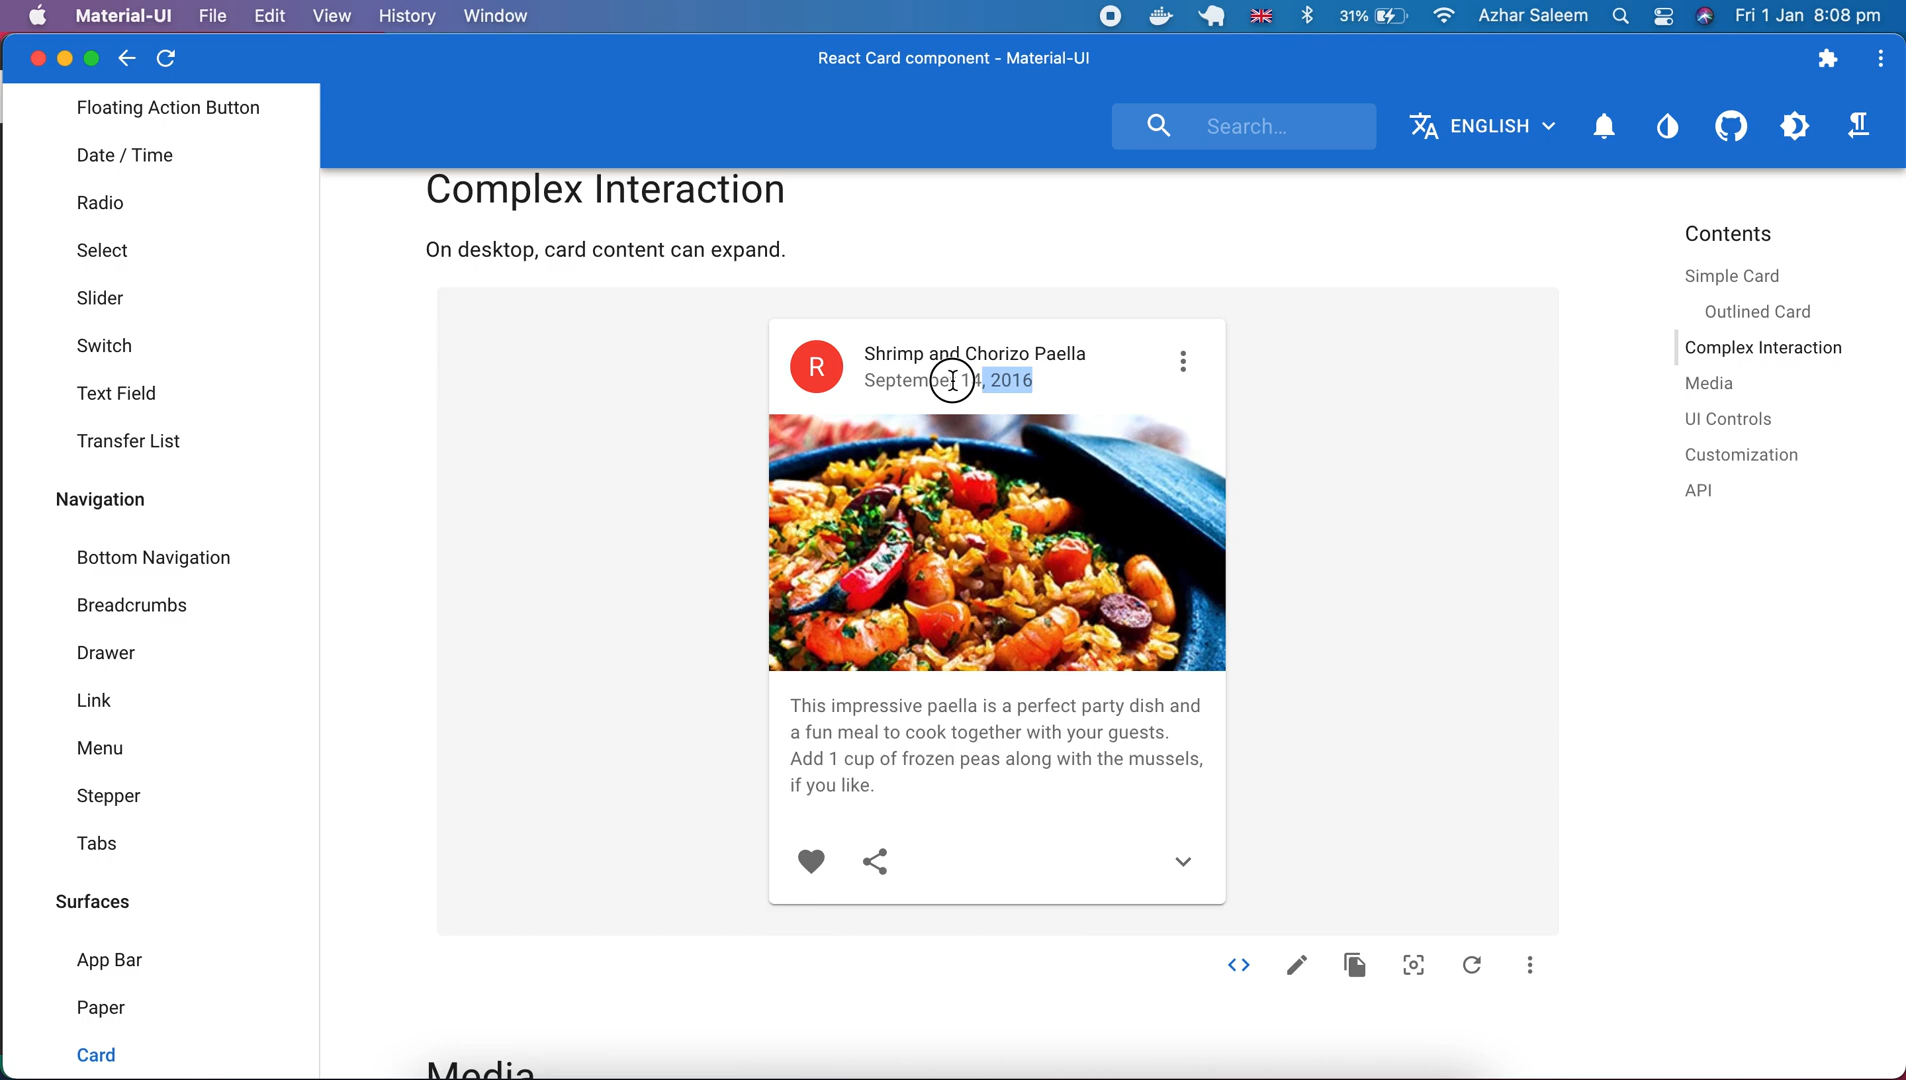 Material-UI File Edit View History Window 31% Azhar Saleem Fri 1 Jan 8:08 pm
React Card component - Material-UI
Search... ENGLISH
Floating Action Button
Date / Time
Radio
Select
Slider
Switch
Text Field
Transfer List
Navigation
Bottom Navigation
Breadcrumbs
Drawer
Link
Menu
Stepper
Tabs
Surfaces
App Bar
Paper
Card
Complex Interaction
On desktop, card content can expand.
R
Shrimp and Chorizo Paella
September 14, 2016
This impressive paella is a perfect party dish and
a fun meal to cook together with your guests.
Add 1 cup of frozen peas along with the mussels,
if you like.
Media
Contents
Simple Card
Outlined Card
Complex Interaction
Media
UI Controls
Customization
API